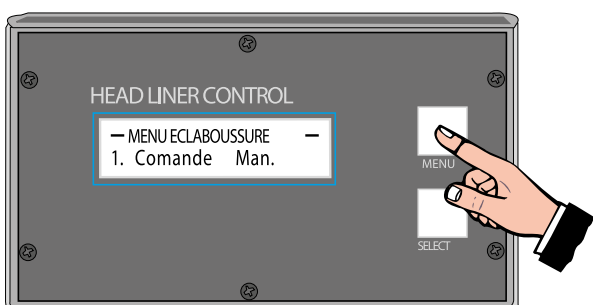 HEAD LINER CONTROL
– MENU ECLABOUSSURE –
1. Comande Man.
MENU
SELECT